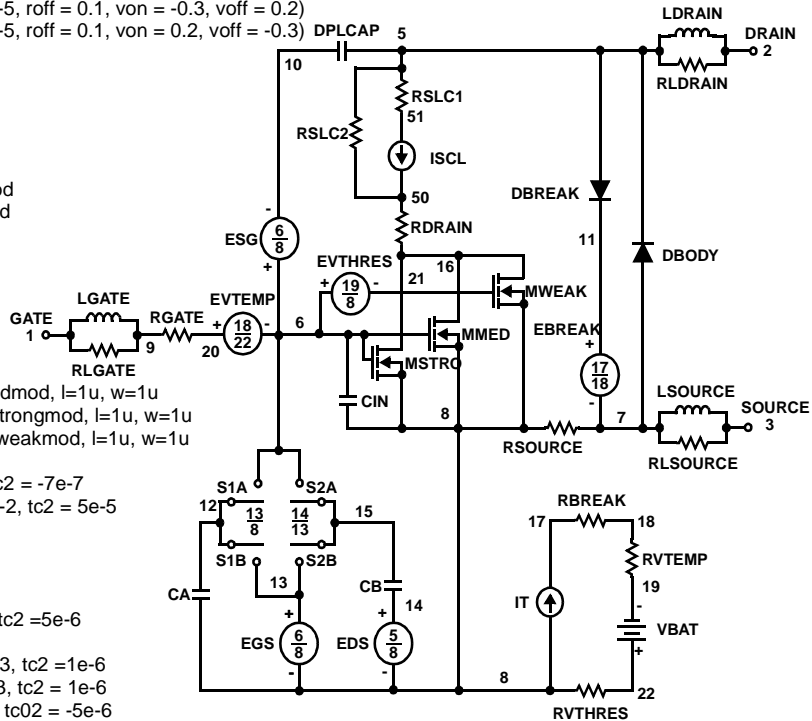 -5, roff = 0.1, von = -0.3, voff = 0.2)
-5, roff = 0.1, von = 0.2, voff = -0.3)
od
d
dmod, l=1u, w=1u
trongmod, l=1u, w=1u
weakmod, l=1u, w=1u
c2 = -7e-7
-2, tc2 = 5e-5
tc2 =5e-6
3, tc2 =1e-6
3, tc2 = 1e-6
tc02 = -5e-6
DPLCAP
5
10
LDRAIN
DRAIN
2
RLDRAIN
RSLC1
51
RSLC2
ISCL
50
RDRAIN
DBREAK
11
DBODY
-
ESG
6
8
+
EVTHRES
+
19
8
-
21
16
MWEAK
EBREAK
+
17
18
-
MMED
MSTRO
LGATE
GATE
1
RLGATE
9
RGATE
20
EVTEMP
+
18
22
-
6
CIN
8
RSOURCE
7
LSOURCE
SOURCE
3
RLSOURCE
S1A
S2A
12
13
8
14
13
15
S1B
S2B
13
CA
CB
14
+
EGS
6
8
-
+
EDS
5
8
-
RBREAK
17
18
RVTEMP
19
IT
-
VBAT
+
8
22
RVTHRES